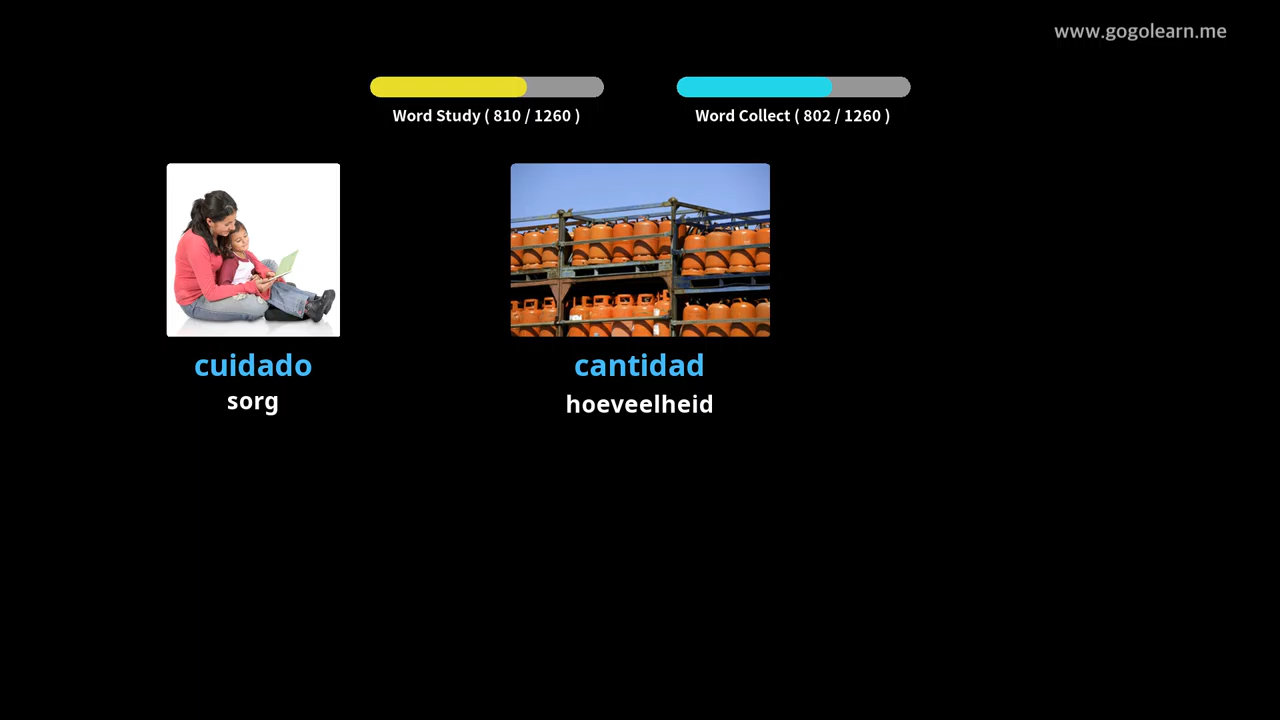 www.gogolearn.me
Word Study ( 810 / 1260 )
Word Collect ( 802 / 1260 )
cuidado
sorg
cantidad
hoeveelheid